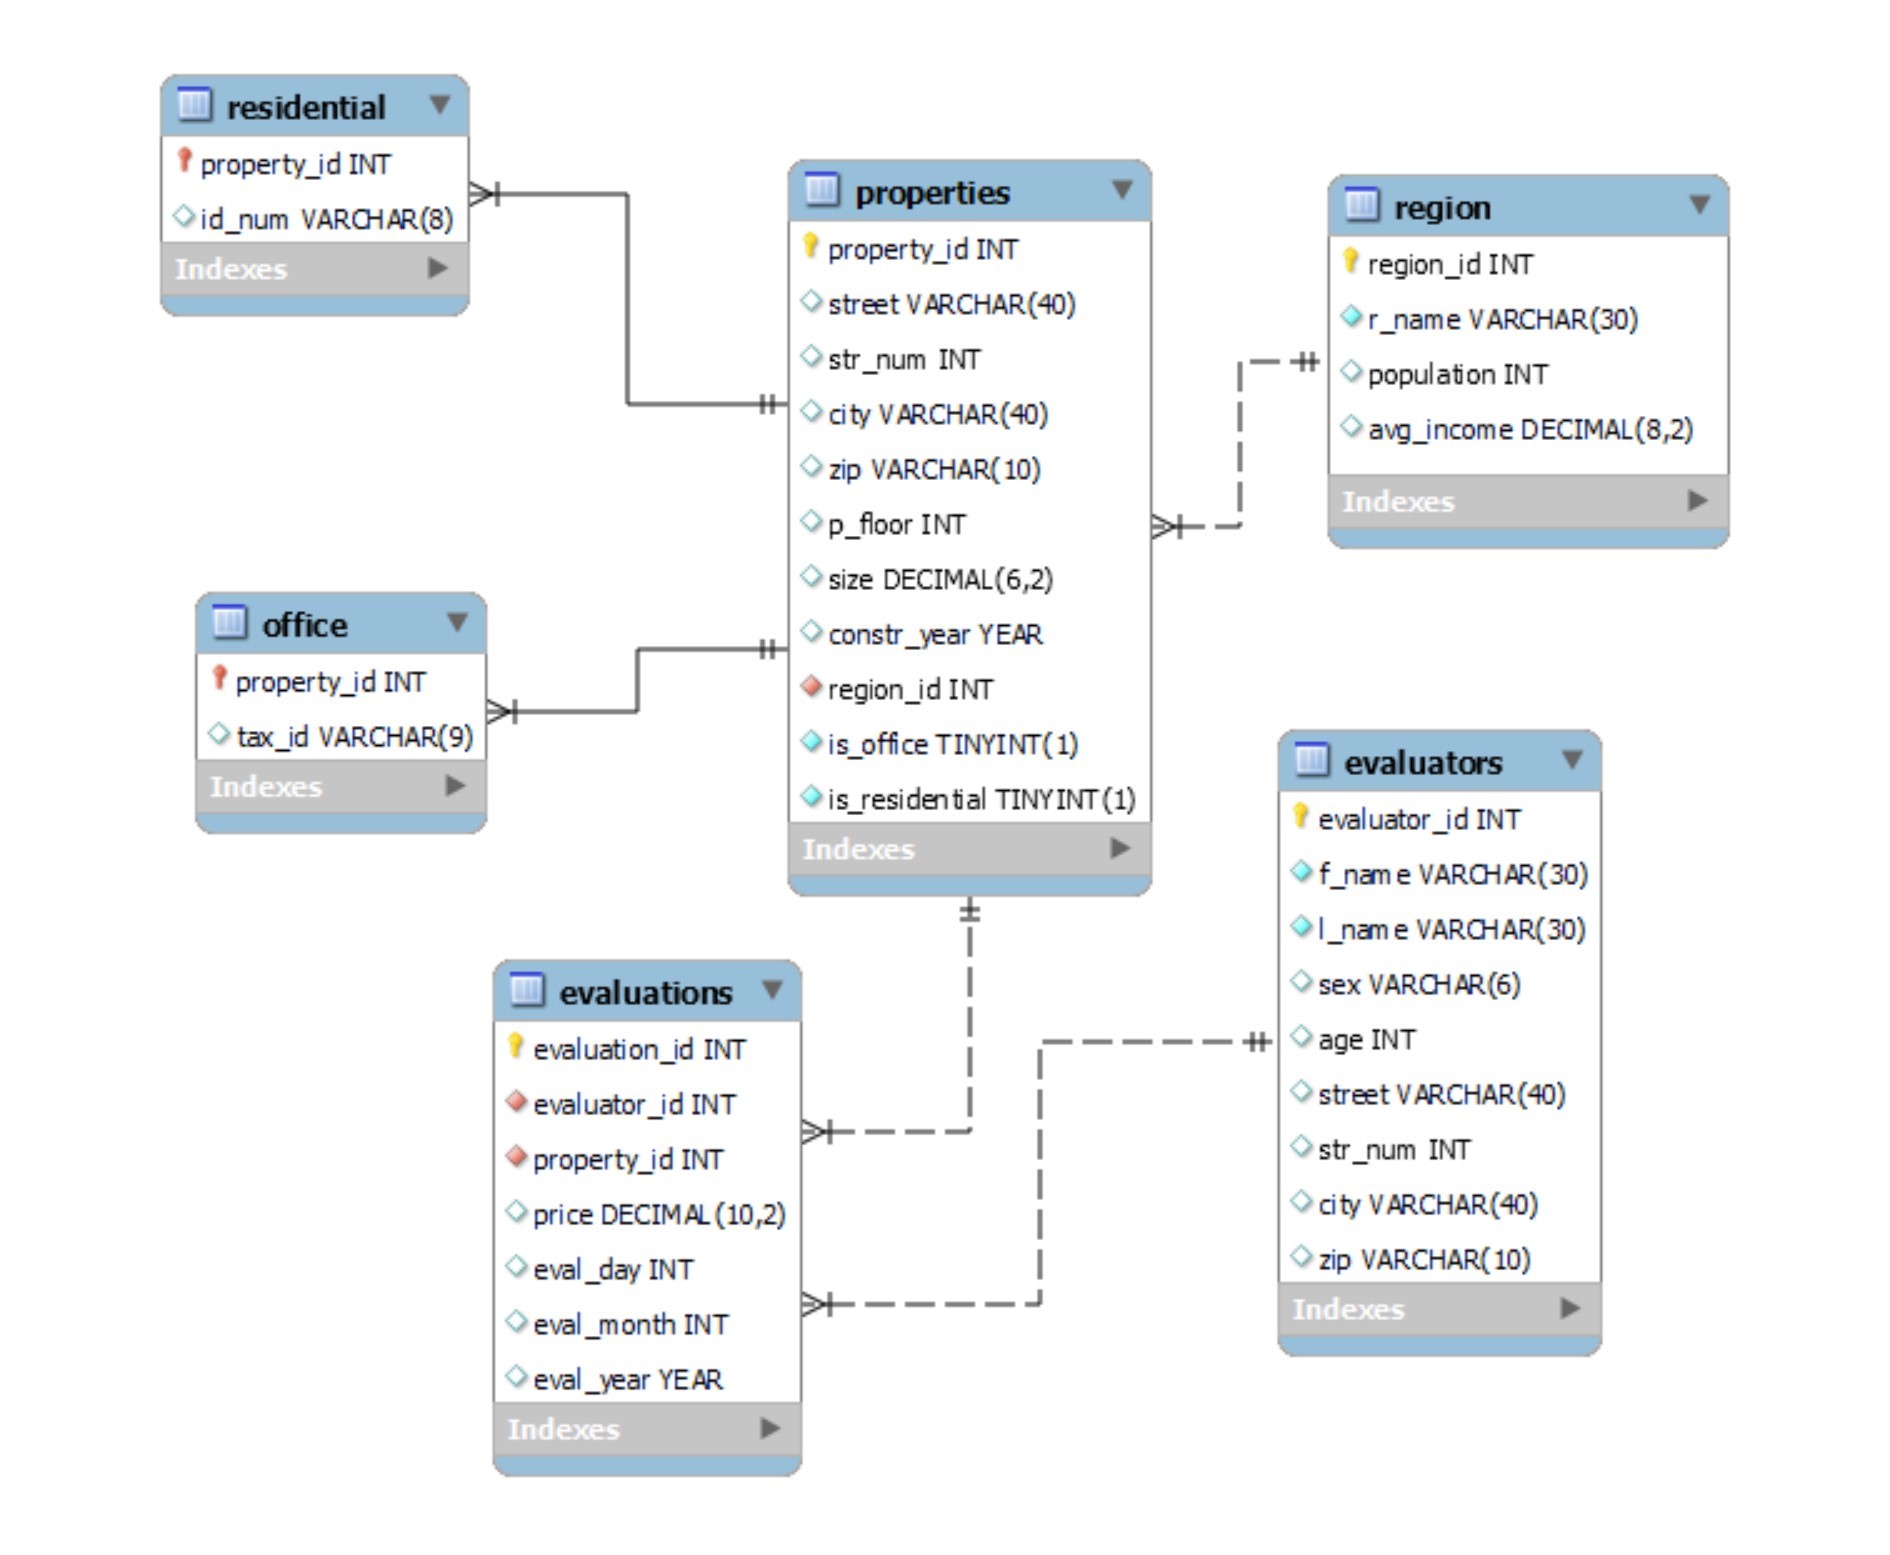 residential
property_id INT
id_num VARCHAR(8)
Indexes
properties
property_id INT
street VARCHAR(40)
str_num INT
city VARCHAR(40)
zip VARCHAR(10)
p_floor INT
size DECIMAL(6,2)
constr_year YEAR
region_id INT
is_office TINYINT(1)
is_residential TINYINT(1)
Indexes
region
region_id INT
r_name VARCHAR(30)
population INT
avg_income DECIMAL(8,2)
Indexes
office
property_id INT
tax_id VARCHAR(9)
Indexes
evaluators
evaluator_id INT
f_name VARCHAR(30)
l_name VARCHAR(30)
sex VARCHAR(6)
age INT
street VARCHAR(40)
str_num INT
city VARCHAR(40)
zip VARCHAR(10)
Indexes
evaluations
evaluation_id INT
evaluator_id INT
property_id INT
price DECIMAL(10,2)
eval_day INT
eval_month INT
eval_year YEAR
Indexes